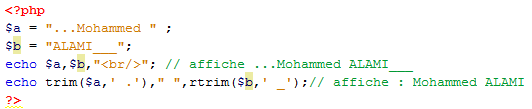 <?php
$a = "...Mohammed " ;
$b = "ALAMI___";
echo $a,$b,"<br/>"; // affiche ...Mohammed ALAMI___
echo trim($a,' .')," ",rtrim($b,' _');// affiche : Mohammed ALAMI
?>